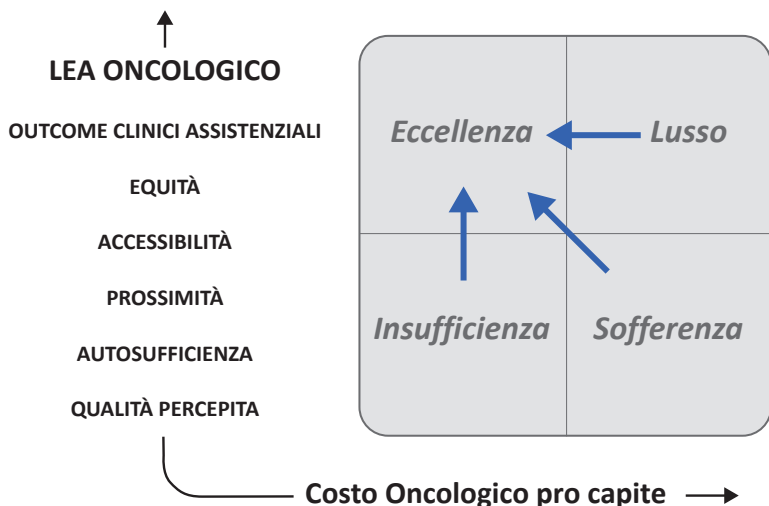 LEA ONCOLOGICO
OUTCOME CLINICI ASSISTENZIALI
EQUITÀ
ACCESSIBILITÀ
PROSSIMITÀ
AUTOSUFFICIENZA
QUALITÀ PERCEPITA
Eccellenza
Lusso
Insufficienza
Sofferenza
Costo Oncologico pro capite